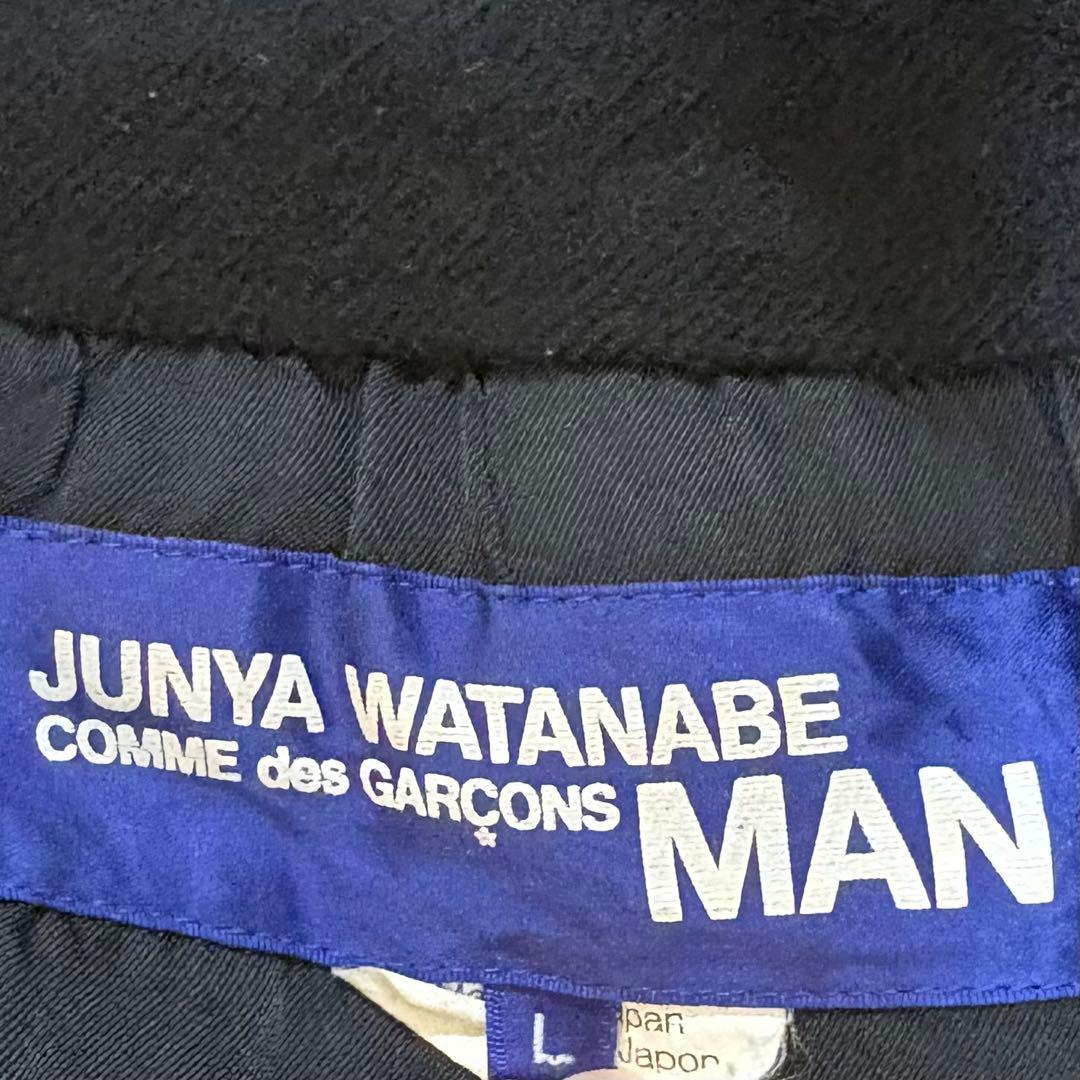 JUNYA WATANABE
COMME des GARÇONS
MAN
L
pan
Japon